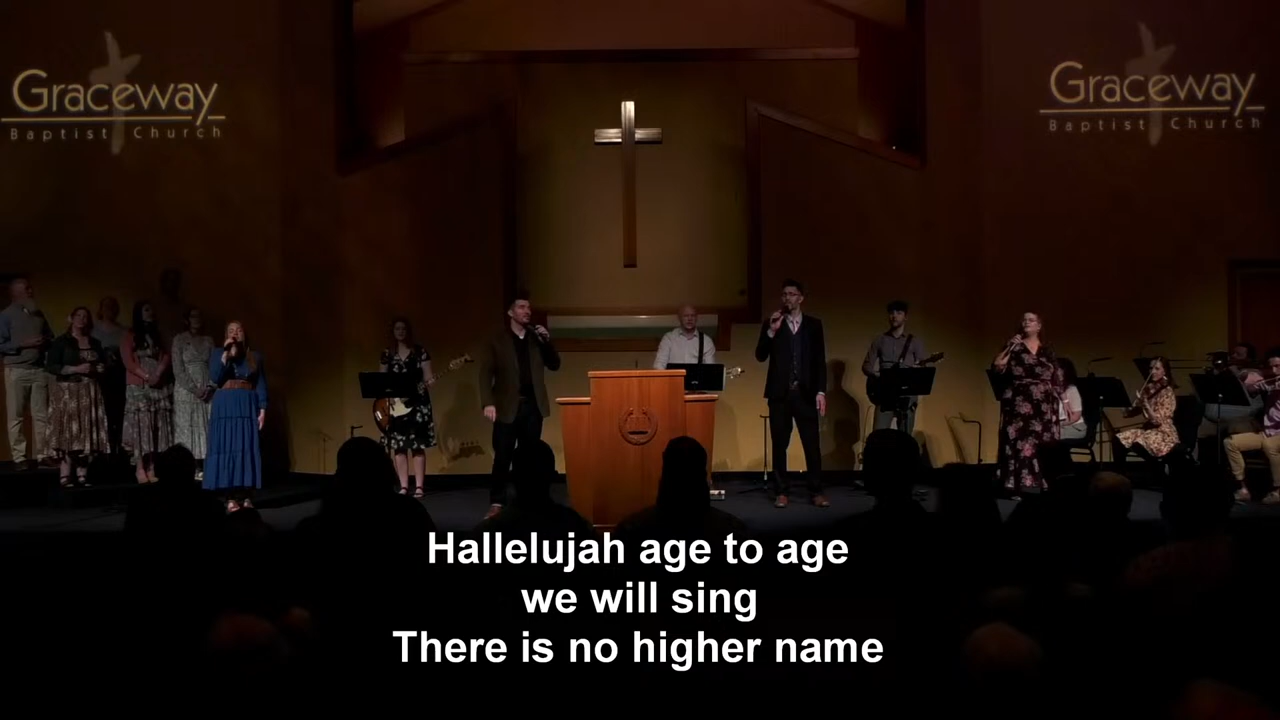 Graceway
Baptist Church
Graceway
Baptist Church
Hallelujah age to age
we will sing
There is no higher name